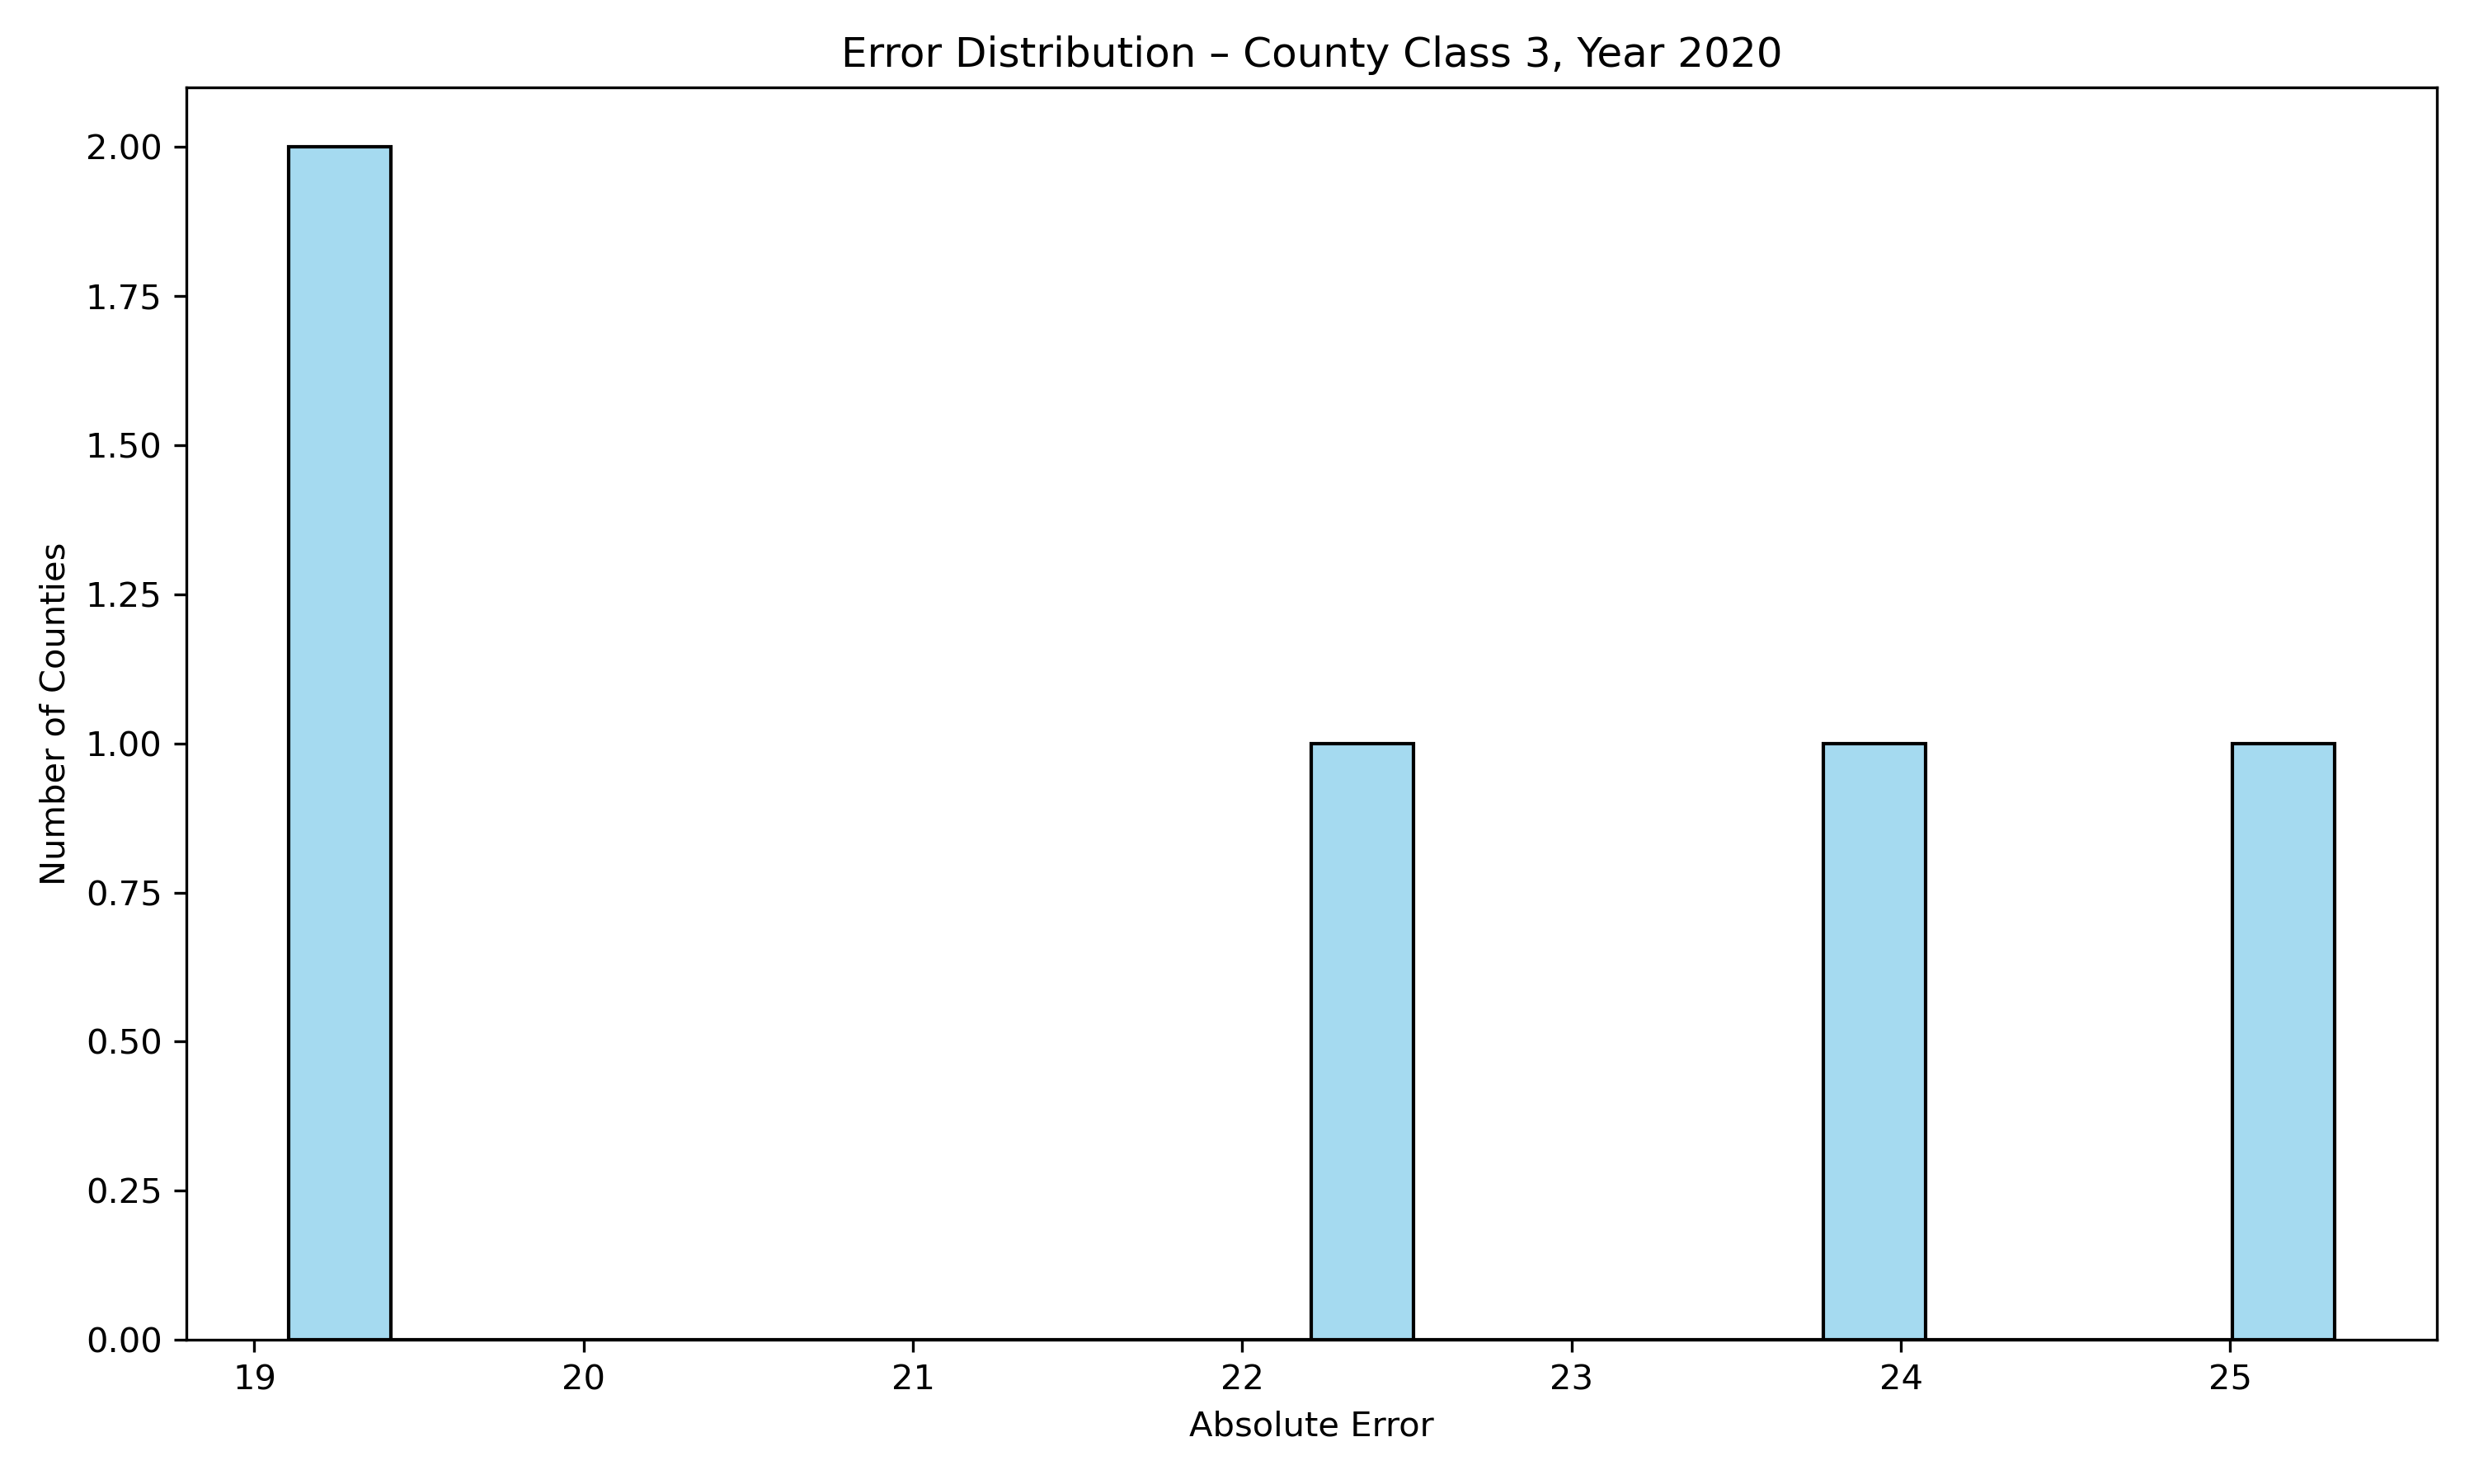 Error Distribution – County Class 3, Year 2020
2.00
1.75
1.50
1.25
1.00
0.75
0.50
0.25
0.00
Number of Counties
19 20 21 22 23 24 25
Absolute Error